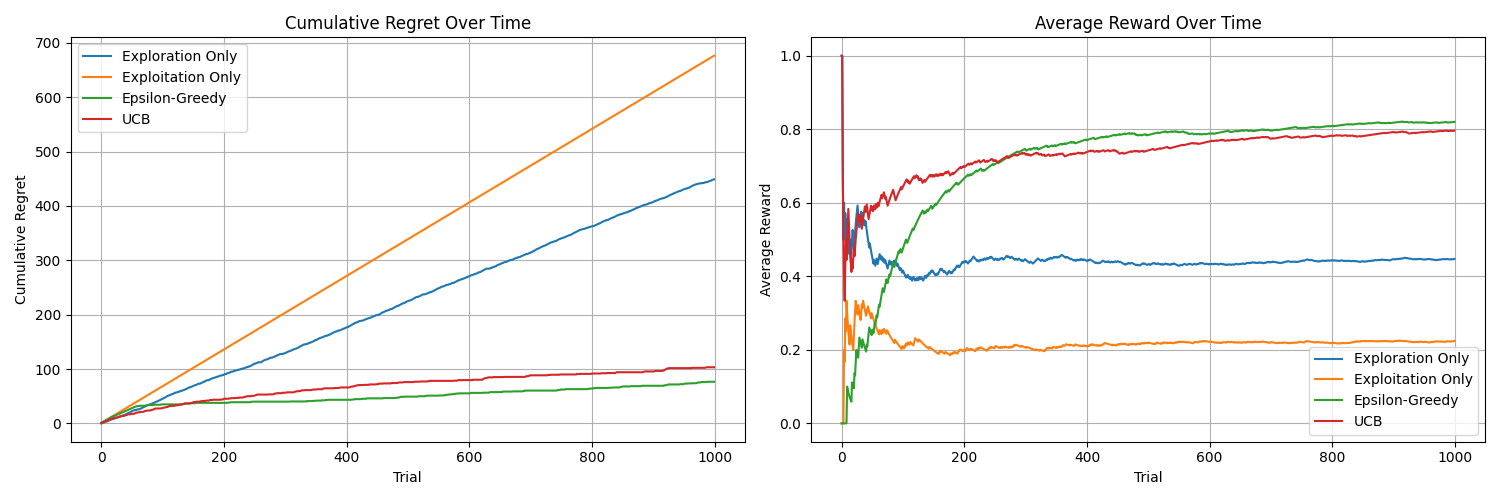 Cumulative Regret Over Time
Cumulative Regret
700
600
500
400
300
200
100
0
Exploration Only
Exploitation Only
Epsilon-Greedy
UCB
0 200 400 600 800 1000
Trial
Average Reward Over Time
Average Reward
1.0
0.8
0.6
0.4
0.2
0.0
Exploration Only
Exploitation Only
Epsilon-Greedy
UCB
0 200 400 600 800 1000
Trial